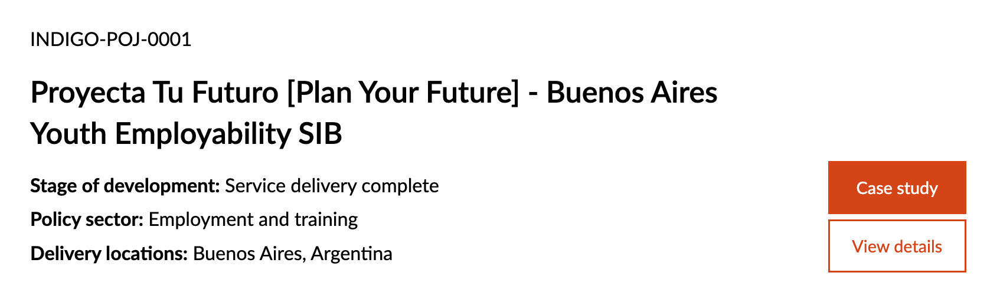 INDIGO-POJ-0001
Proyecta Tu Futuro [Plan Your Future] - Buenos Aires
Youth Employability SIB
Stage of development: Service delivery complete
Policy sector: Employment and training
Delivery locations: Buenos Aires, Argentina
Case study
View details